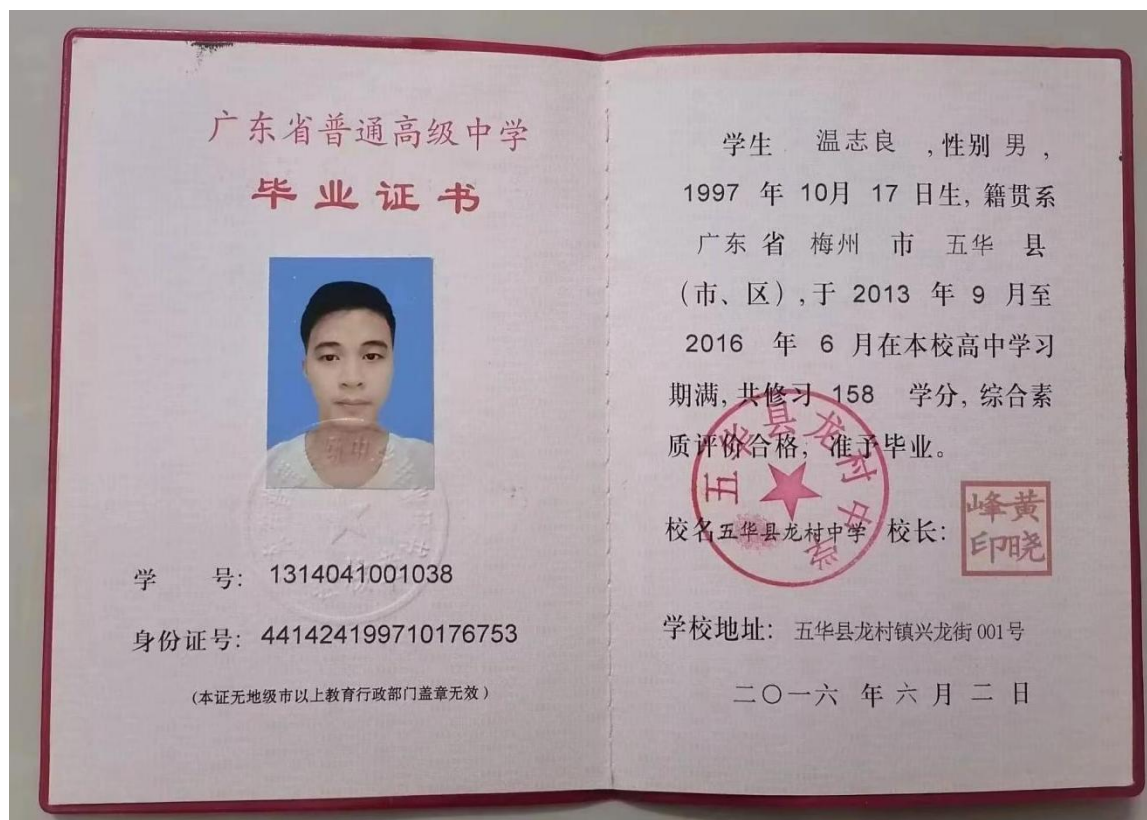 广东省普通高级中学
毕业证书
学 号: 1314041001038
身份证号: 441424199710176753
(本证无地级市以上教育行政部门盖章无效)
学生 温志良 ,性别 男,
1997 年 10月 17 日生, 籍贯系
广东 省 梅州 市 五华 县
(市、区),于 2013 年 9 月至
2016 年 6 月在本校高中学习
期满, 共修习 158 学分, 综合素
质评价合格, 准予毕业。
五华县龙村中学
校名五华县龙村中学 校长:
黄晓峰印
学校地址: 五华县龙村镇兴龙街001号
二〇一六 年 六 月 二 日